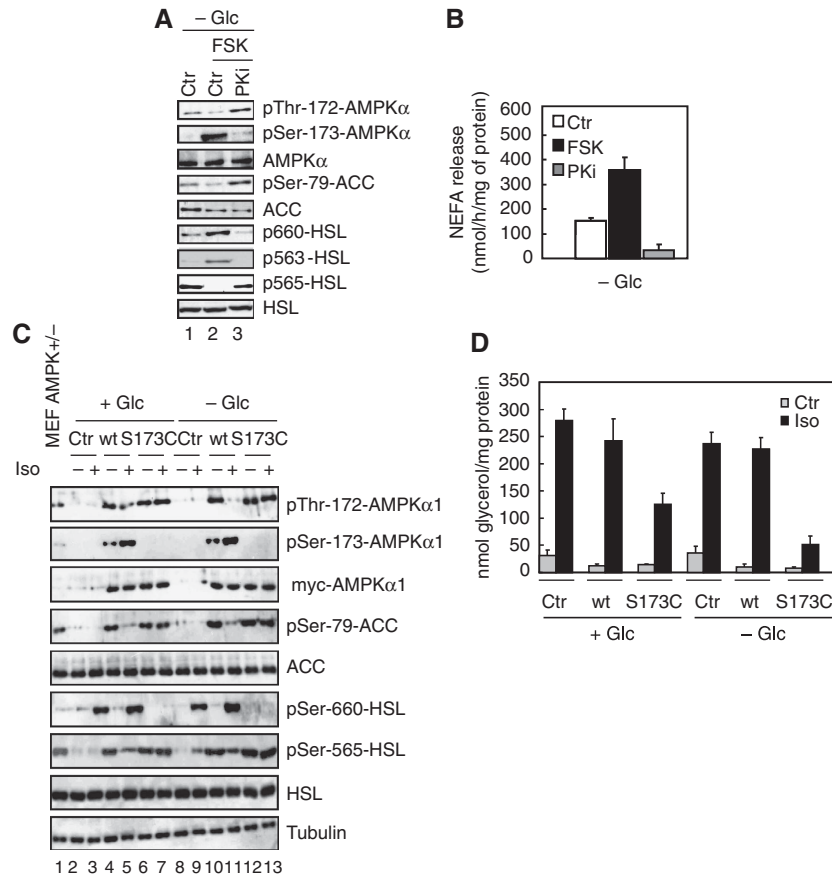 A
– Glc
FSK
Ctr Ctr PKi
pThr-172-AMPKα
pSer-173-AMPKα
AMPKα
pSer-79-ACC
ACC
p660-HSL
p563-HSL
p565-HSL
HSL
1 2 3
B
NEFA release
(nmol/h/mg of protein)
600
500
400
300
200
100
0
Ctr
FSK
PKi
– Glc
C
MEF AMPK+/–
+ Glc – Glc
Ctr wt S173C Ctr wt S173C
Iso – + – + – + – + – + – +
pThr-172-AMPKα1
pSer-173-AMPKα1
myc-AMPKα1
pSer-79-ACC
ACC
pSer-660-HSL
pSer-565-HSL
HSL
Tubulin
1 2 3 4 5 6 7 8 9 10 11 12 13
D
nmol glycerol/mg protein
350
300
250
200
150
100
50
0
Ctr
Iso
Ctr wt S173C Ctr wt S173C
+ Glc – Glc